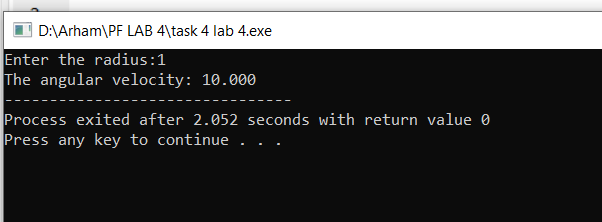 D:\Arham\PF LAB 4\task 4 lab 4.exe
Enter the radius:1
The angular velocity: 10.000
--------------------------------
Process exited after 2.052 seconds with return value 0
Press any key to continue . . .